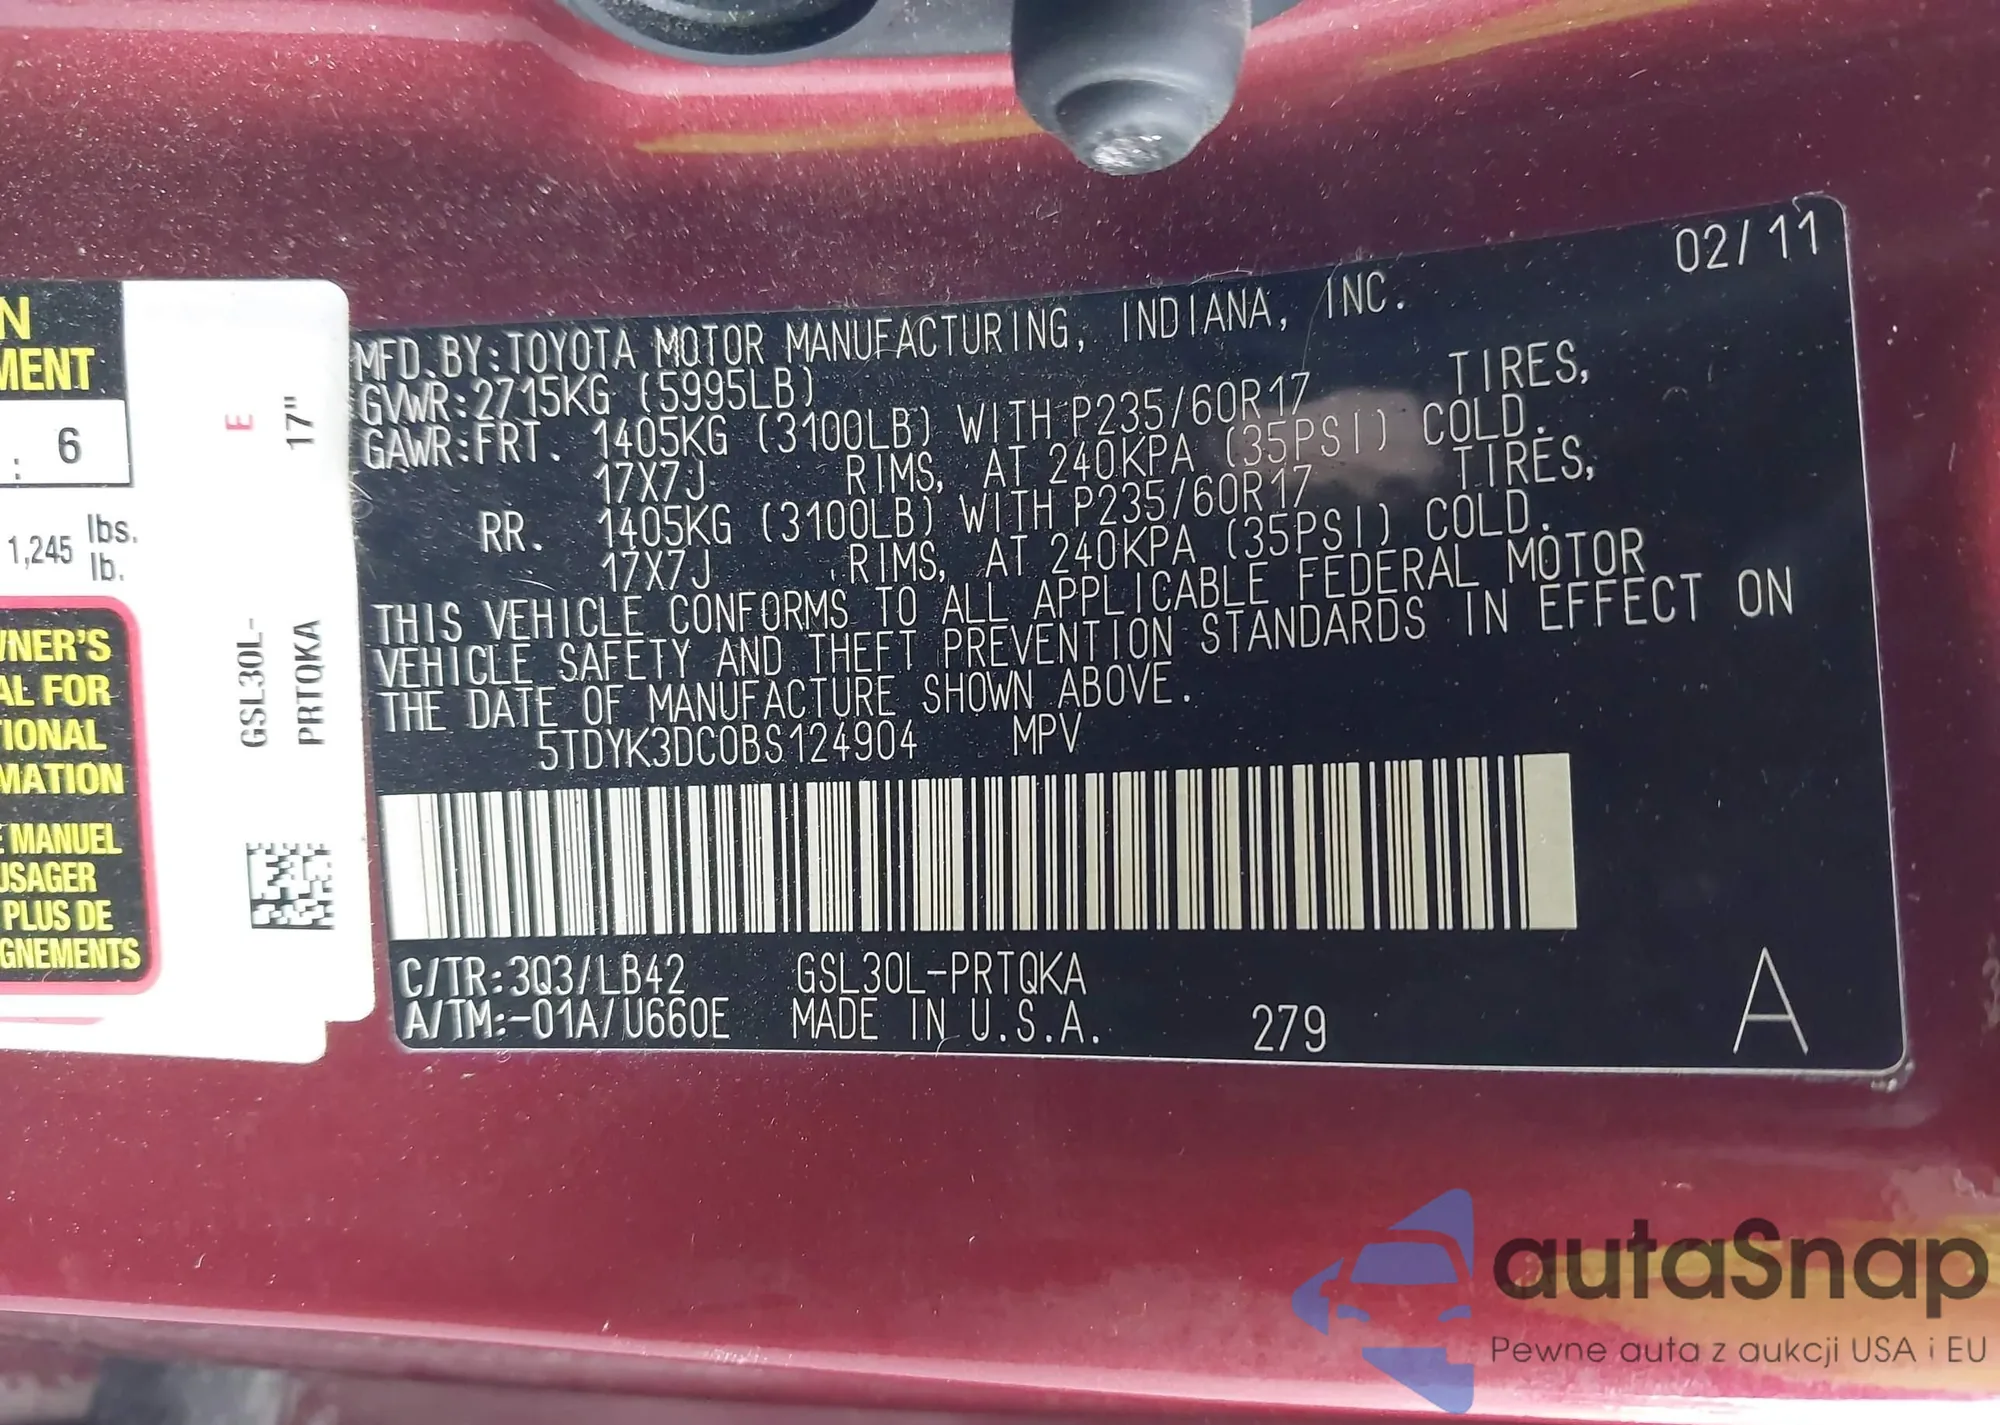 02/11
MFD.BY:TOYOTA MOTOR MANUFACTURING, INDIANA, INC.
GVWR:2715KG (5995LB)
GAWR:FRT. 1405KG (3100LB) WITH P235/60R17 TIRES,
17X7J RIMS, AT 240KPA (35PSI) COLD.
RR. 1405KG (3100LB) WITH P235/60R17 TIRES,
17X7J RIMS, AT 240KPA (35PSI) COLD.
THIS VEHICLE CONFORMS TO ALL APPLICABLE FEDERAL MOTOR
VEHICLE SAFETY AND THEFT PREVENTION STANDARDS IN EFFECT ON
THE DATE OF MANUFACTURE SHOWN ABOVE.
5TDYK3DC0BS124904 MPV
C/TR:3Q3/LB42 GSL30L-PRTQKA
A/TM:-01A/U660E MADE IN U.S.A. 279 A
N
MENT
: 6
1,245 lbs.
lb.
NER'S
AL FOR
TIONAL
RMATION
E MANUEL
USAGER
PLUS DE
GNEMENTS
E
17"
GSL30L-
PRTQKA
autaSnap
Pewne auta z aukcji USA i EU